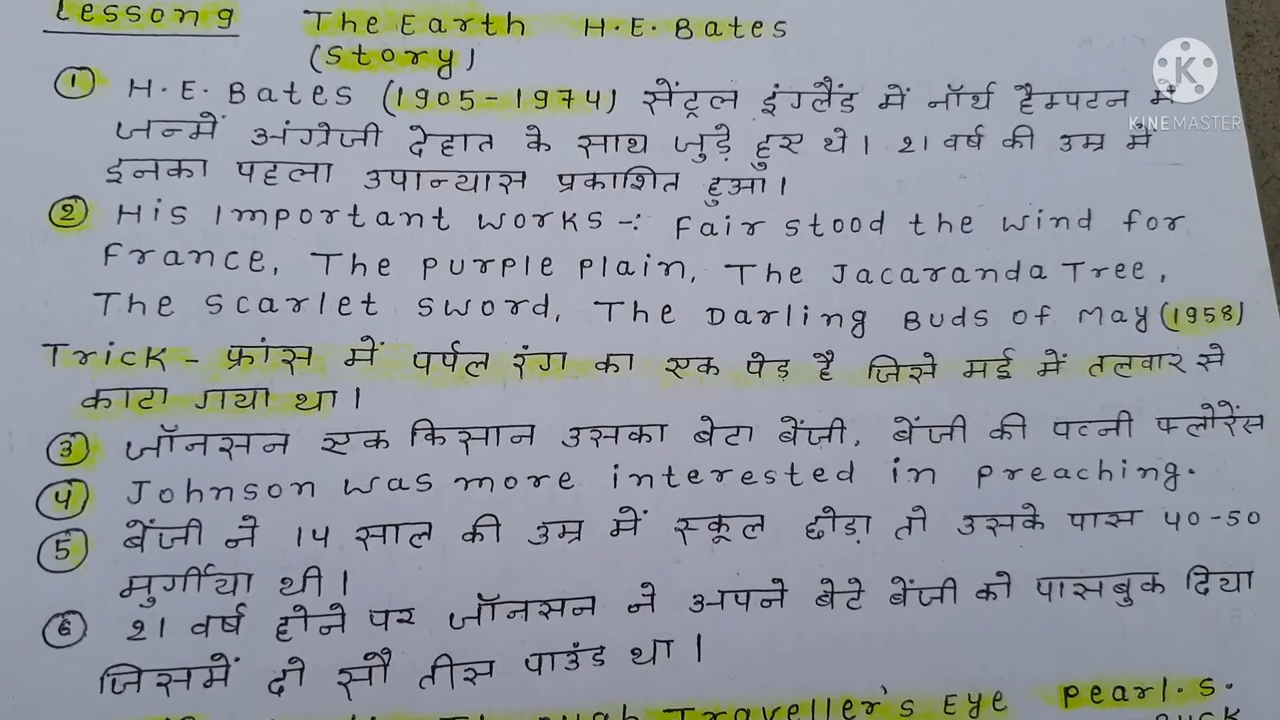 Lesson 9 The Earth H.E. Bates
(Story)
① H.E. Bates (1905-1974) सेंट्रल इंग्लैंड में नॉर्थ हैम्पटन में
जन्में अंग्रेजी देहात के साथ जुड़े हुए थे। 21 वर्ष की उम्र में
इनका पहला उपान्यास प्रकाशित हुआ।
② His Important works -: Fair stood the wind for
France, The Purple Plain, The Jacaranda Tree,
The Scarlet Sword, The Darling Buds of May (1958)
Trick - फ्रांस में पर्पल रंग का एक पेड़ है जिसे मई में तलवार से
काटा गया था।
③ जॉनसन एक किसान उसका बेटा बेंजी, बेंजी की पत्नी फ्लोरेंस
④ Johnson was more interested in preaching.
⑤ बेंजी ने 14 साल की उम्र में स्कूल छोड़ा तो उसके पास 40-50
मुर्गीया थी।
⑥ 21 वर्ष होने पर जॉनसन ने अपने बेटे बेंजी को पासबुक दिया
जिसमें दो सौ तीस पाउंड था।
Traveller's Eye Pearl. S.
KINEMASTER